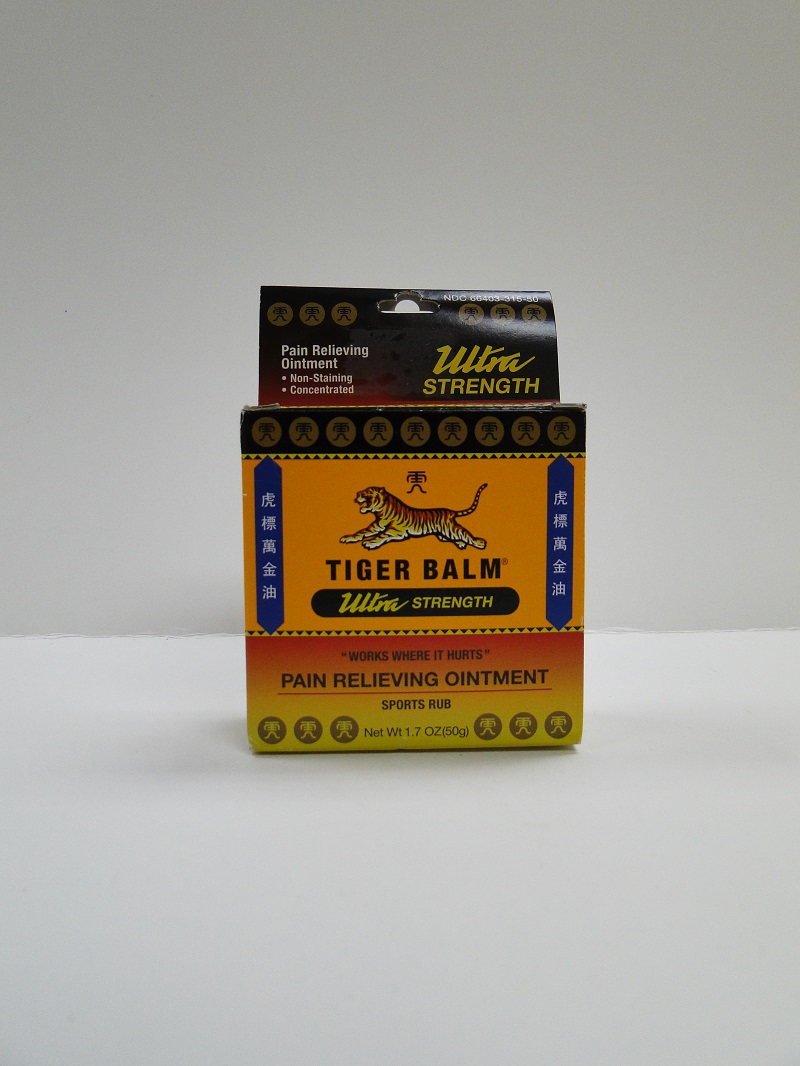 NDC 66403-315-50
Pain Relieving
Ointment
• Non-Staining
• Concentrated
Ultra
STRENGTH
虎標萬金油
虎標萬金油
TIGER BALM®
Ultra STRENGTH
"WORKS WHERE IT HURTS"
PAIN RELIEVING OINTMENT
SPORTS RUB
Net Wt 1.7 OZ(50g)